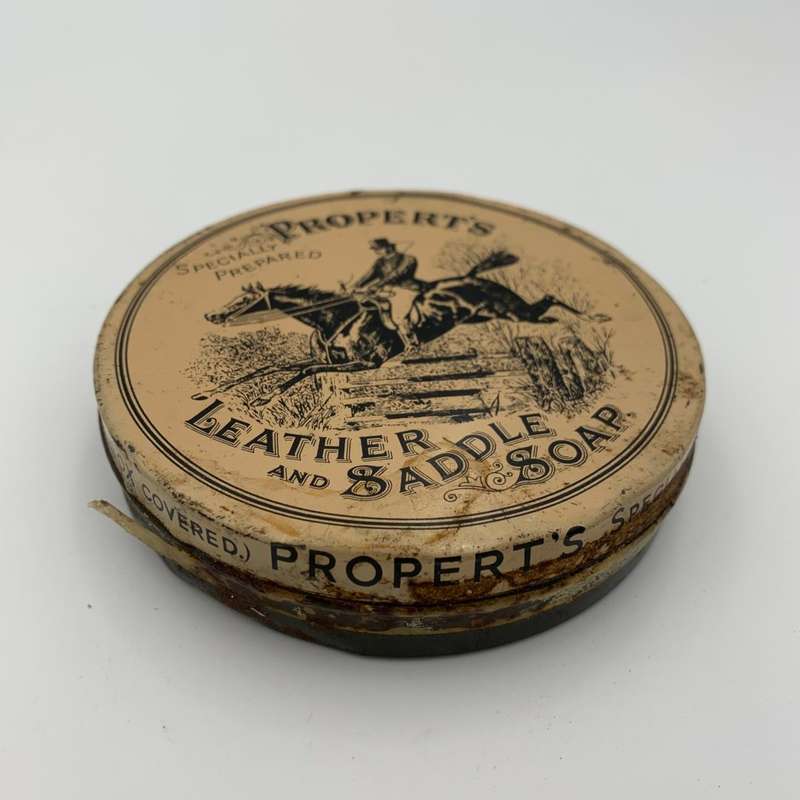 PROPERT'S
SPECIALLY
PREPARED
LEATHER
AND SADDLE
SOAP.
COVERED.) PROPERT'S